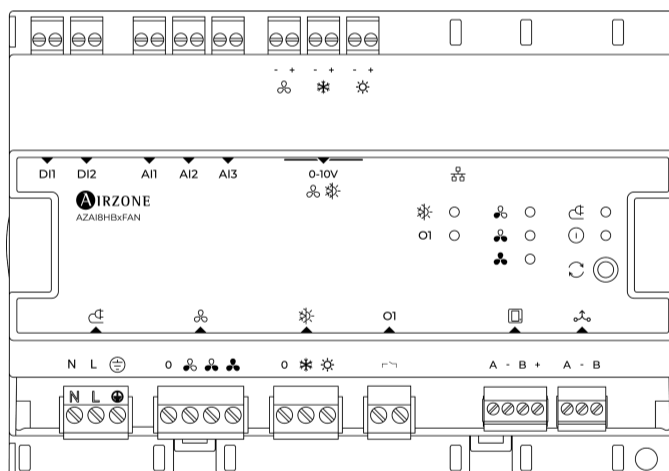 - + - + - +
DI1 DI2 AI1 AI2 AI3 0-10V
AIRZONE
AZAI8HBxFAN
O1
O1
N L 0 0 A - B + A - B
N L